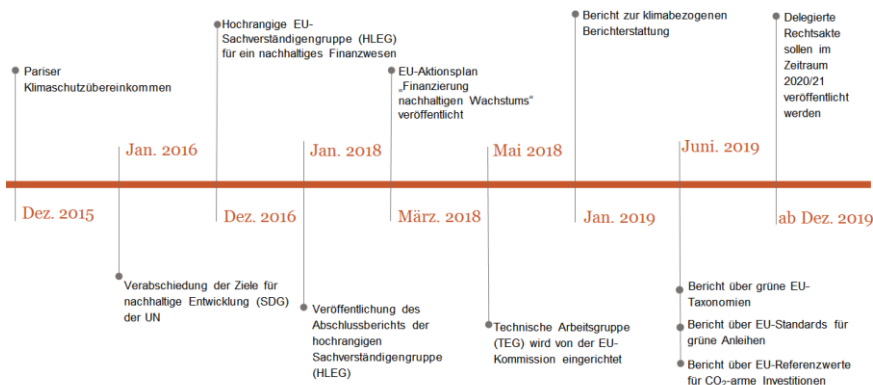 Pariser
Klimaschutzübereinkommen
Dez. 2015
Jan. 2016
Verabschiedung der Ziele für
nachhaltige Entwicklung (SDG)
der UN
Hochrangige EU-
Sachverständigengruppe (HLEG)
für ein nachhaltiges Finanzwesen
Dez. 2016
Jan. 2018
Veröffentlichung des
Abschlussberichts der
hochrangigen
Sachverständigengruppe
(HLEG)
EU-Aktionsplan
„Finanzierung
nachhaltigen Wachstums“
veröffentlicht
März. 2018
Mai 2018
Technische Arbeitsgruppe
(TEG) wird von der EU-
Kommission eingerichtet
Bericht zur klimabezogenen
Berichterstattung
Jan. 2019
Juni. 2019
Bericht über grüne EU-
Taxonomien
Bericht über EU-Standards für
grüne Anleihen
Bericht über EU-Referenzwerte
für CO₂-arme Investitionen
Delegierte
Rechtsakte
sollen im
Zeitraum
2020/21
veröffentlicht
werden
ab Dez. 2019